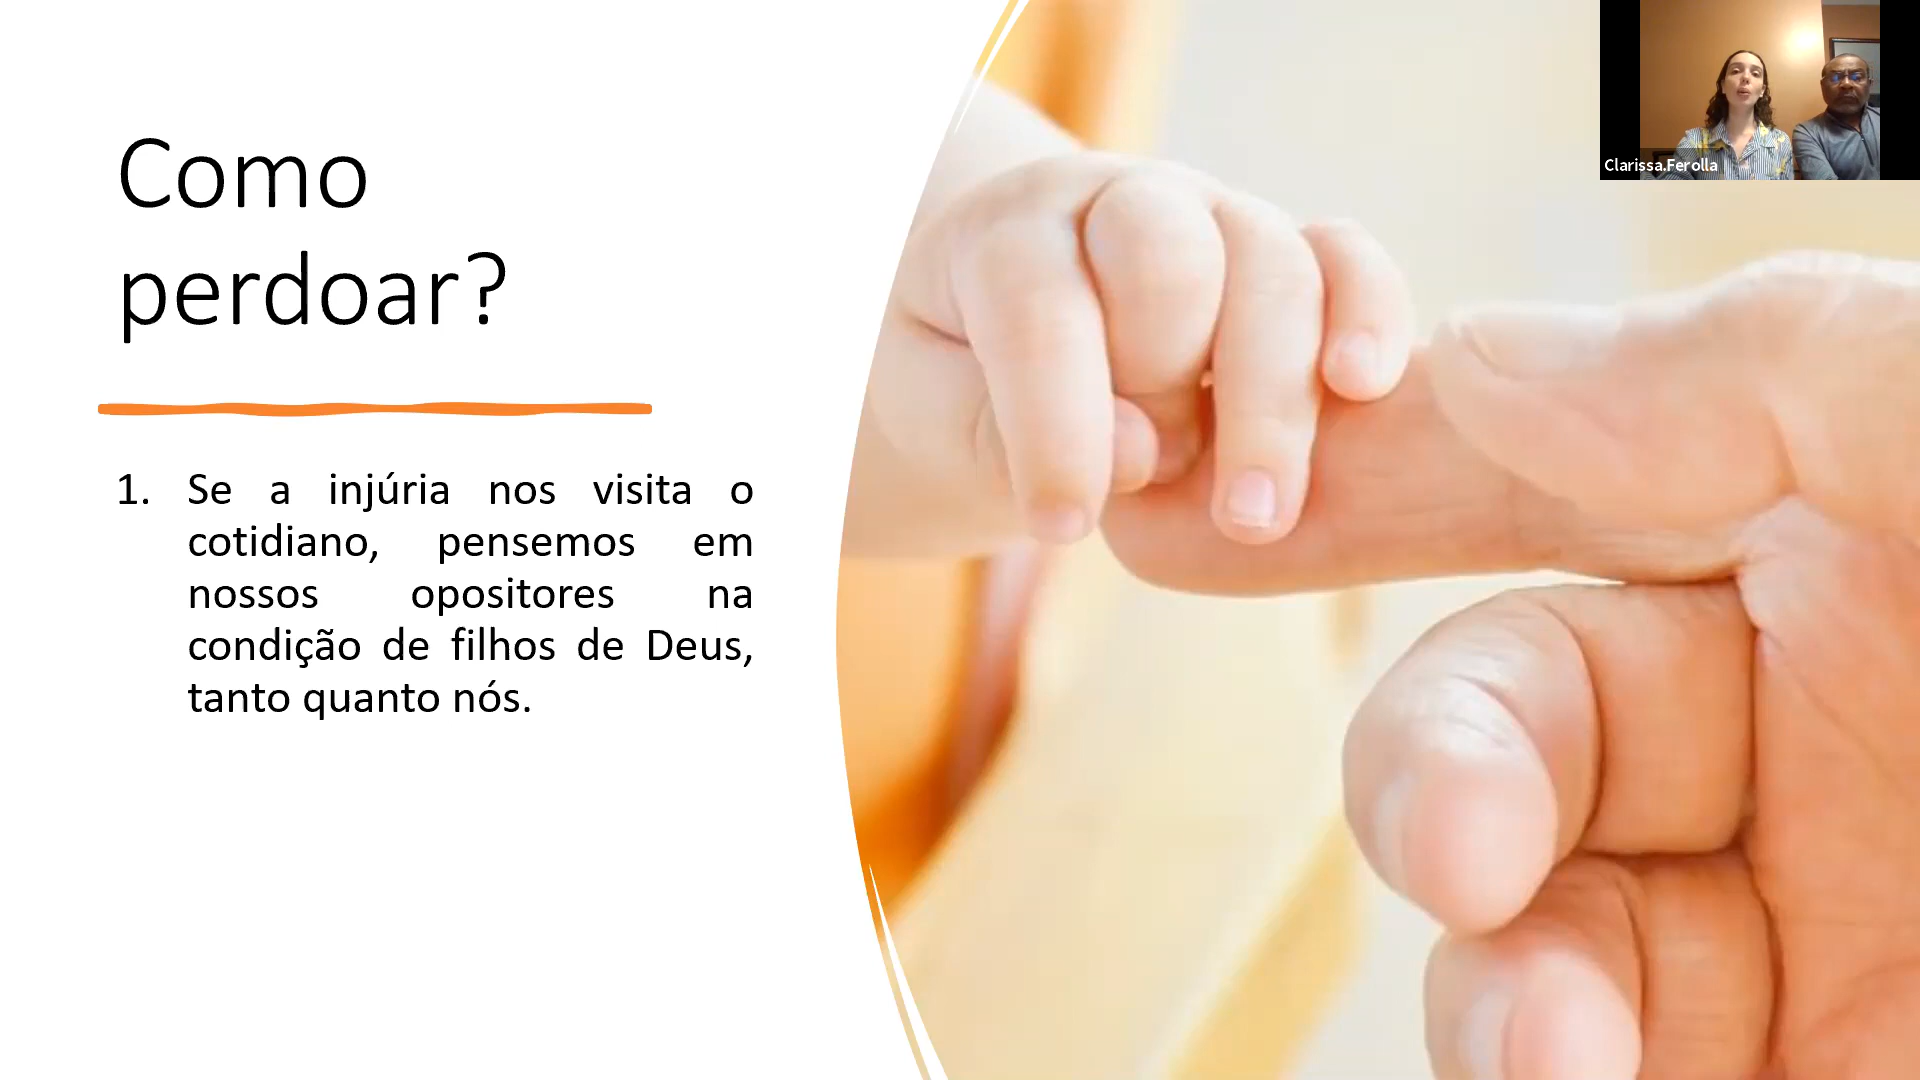 Como
perdoar?
1. Se a injúria nos visita o
cotidiano, pensemos em
nossos opositores na
condição de filhos de Deus,
tanto quanto nós.
Clarissa.Ferolla